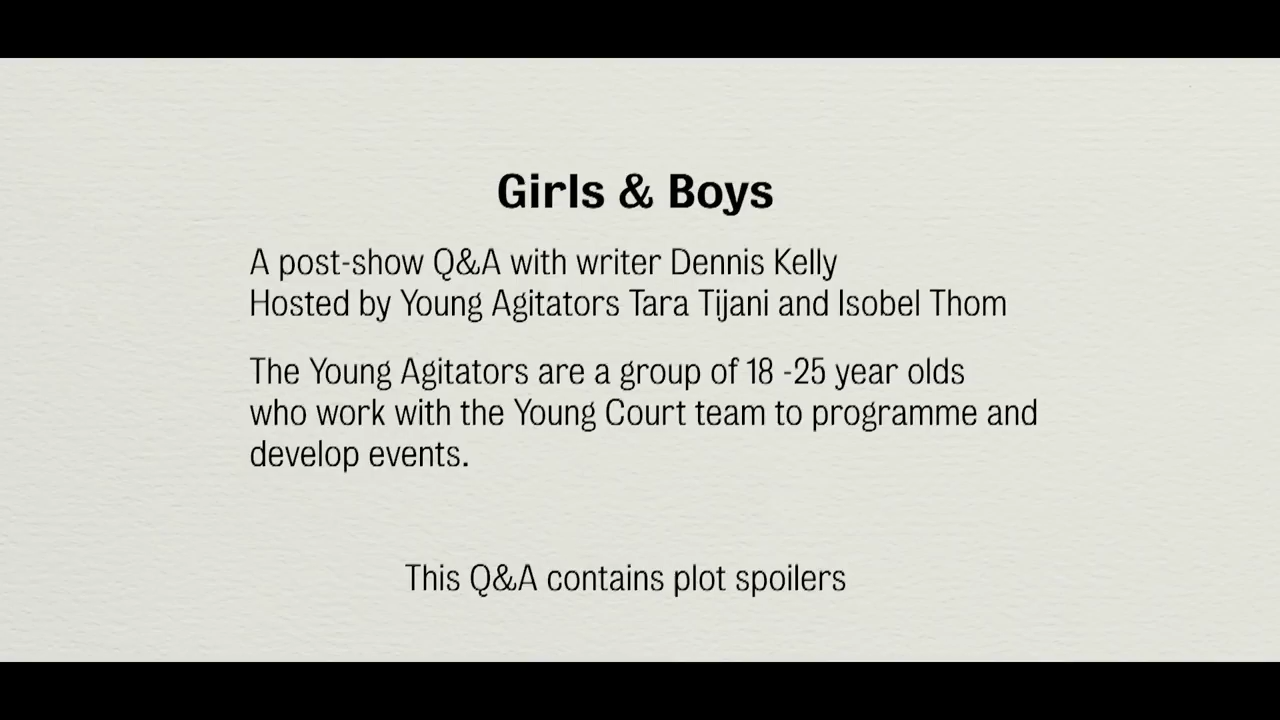 Girls & Boys
A post-show Q&A with writer Dennis Kelly
Hosted by Young Agitators Tara Tijani and Isobel Thom
The Young Agitators are a group of 18 -25 year olds
who work with the Young Court team to programme and
develop events.
This Q&A contains plot spoilers